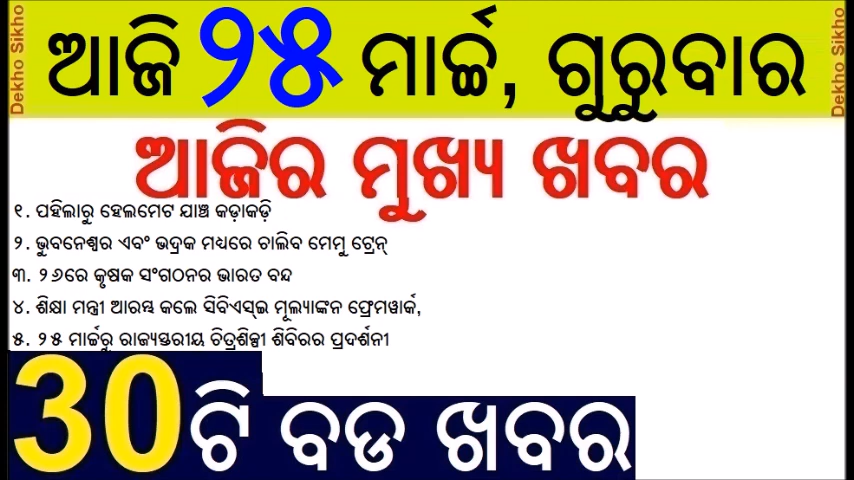 Dekho Sikho
ଆଜି ୨୫ ମାର୍ଚ୍ଚ, ଗୁରୁବାର
Dekho Sikho
ଆଜିର ମୁଖ୍ୟ ଖବର
୧. ପହିଲାରୁ ହେଲମେଟ ଯାଞ୍ଚ କଡ଼ାକଡ଼ି
୨. ଭୁବନେଶ୍ୱର ଏବଂ ଭଦ୍ରକ ମଧ୍ୟରେ ଚାଲିବ ମେମୁ ଟ୍ରେନ୍
୩. ୨୬ରେ କୃଷକ ସଂଗଠନର ଭାରତ ବନ୍ଦ
୪. ଶିକ୍ଷା ମନ୍ତ୍ରୀ ଆରମ୍ଭ କଲେ ସିବିଏସ୍ଇ ମୂଲ୍ୟାଙ୍କନ ଫ୍ରେମୱାର୍କ,
୫. ୨୫ ମାର୍ଚ୍ଚରୁ ରାଜ୍ୟସ୍ତରୀୟ ଚିତ୍ରଶିଳ୍ପୀ ଶିବିରର ପ୍ରଦର୍ଶନୀ
30ଟି ବଡ ଖବର